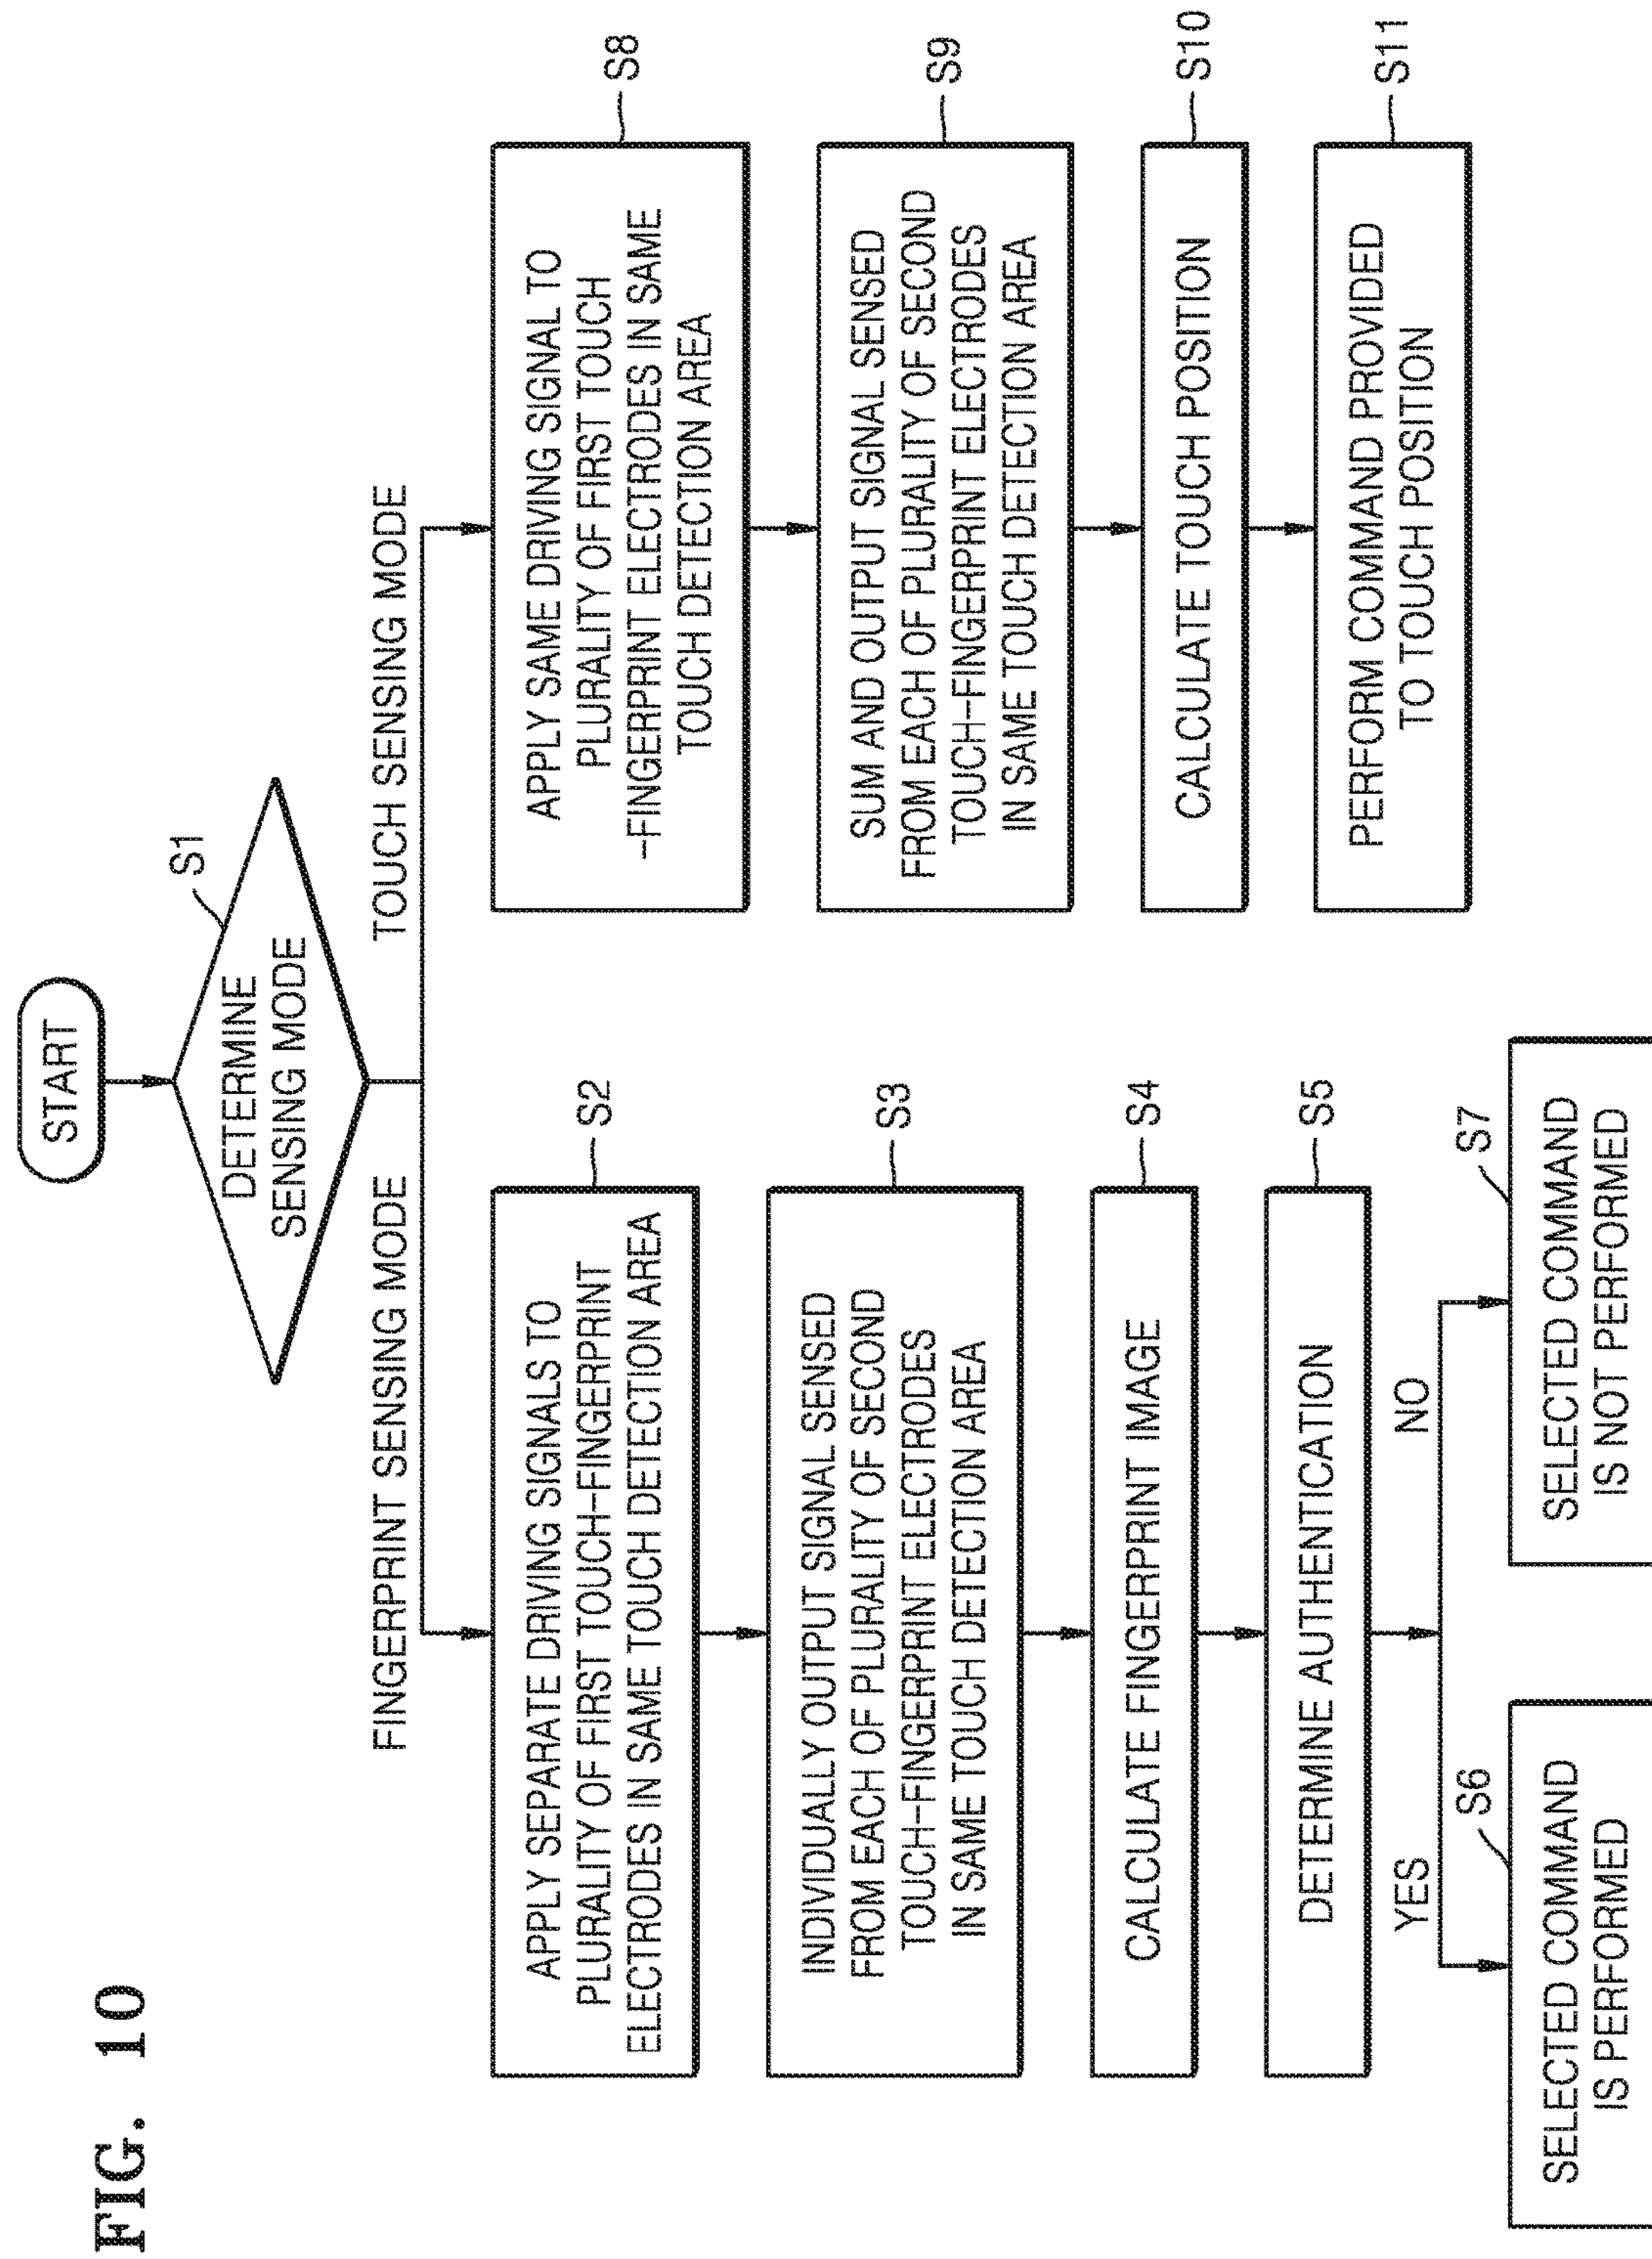 FIG. 10
START
DETERMINE
SENSING MODE
S1
FINGERPRINT SENSING MODE
TOUCH SENSING MODE
APPLY SEPARATE DRIVING SIGNALS TO
PLURALITY OF FIRST TOUCH-FINGERPRINT
ELECTRODES IN SAME TOUCH DETECTION AREA
S2
INDIVIDUALLY OUTPUT SIGNAL SENSED
FROM EACH OF PLURALITY OF SECOND
TOUCH-FINGERPRINT ELECTRODES
IN SAME TOUCH DETECTION AREA
S3
CALCULATE FINGERPRINT IMAGE
S4
DETERMINE AUTHENTICATION
S5
YES
NO
S6
SELECTED COMMAND
IS PERFORMED
S7
SELECTED COMMAND
IS NOT PERFORMED
APPLY SAME DRIVING SIGNAL TO
PLURALITY OF FIRST TOUCH
-FINGERPRINT ELECTRODES IN SAME
TOUCH DETECTION AREA
S8
SUM AND OUTPUT SIGNAL SENSED
FROM EACH OF PLURALITY OF SECOND
TOUCH-FINGERPRINT ELECTRODES
IN SAME TOUCH DETECTION AREA
S9
CALCULATE TOUCH POSITION
S10
PERFORM COMMAND PROVIDED
TO TOUCH POSITION
S11